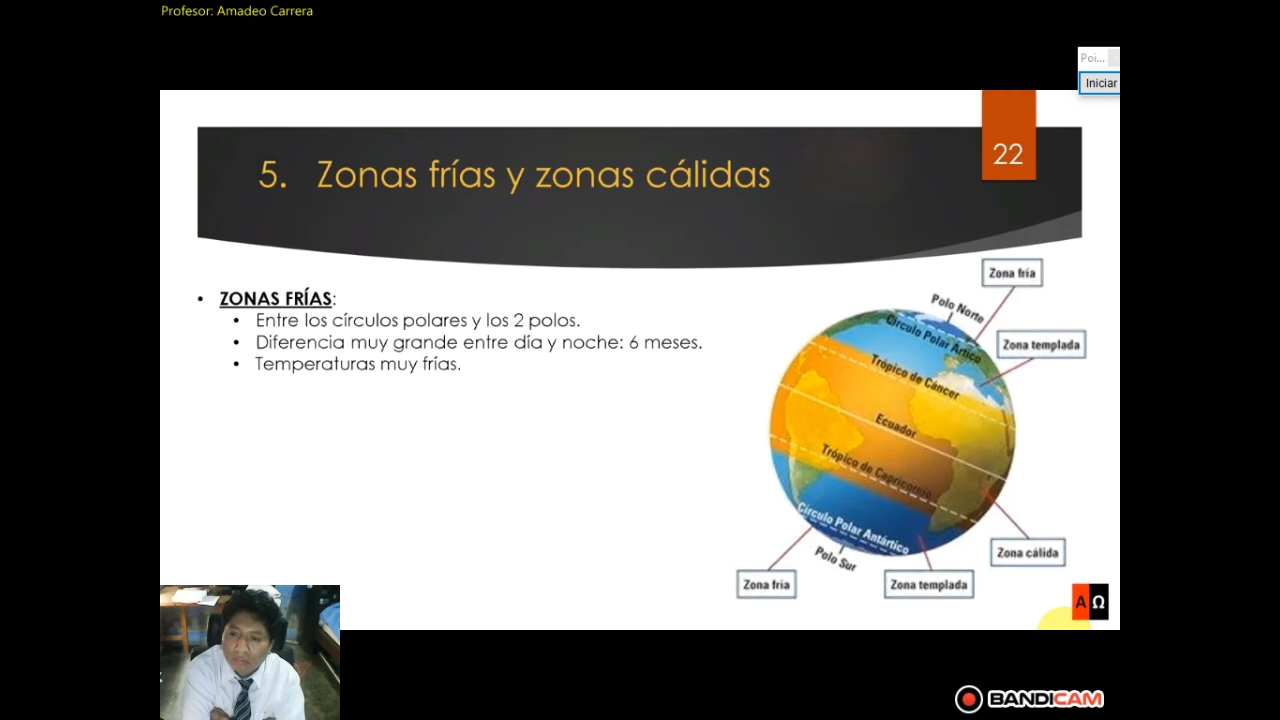 Profesor: Amadeo Carrera
Poi...
Iniciar
22
5. Zonas frías y zonas cálidas
• ZONAS FRÍAS:
• Entre los círculos polares y los 2 polos.
• Diferencia muy grande entre día y noche: 6 meses.
• Temperaturas muy frías.
Zona fría
Polo Norte
Círculo Polar Ártico
Zona templada
Trópico de Cáncer
Ecuador
Trópico de Capricornio
Círculo Polar Antártico
Zona cálida
Polo Sur
Zona fría
Zona templada
AΩ
BANDICAM